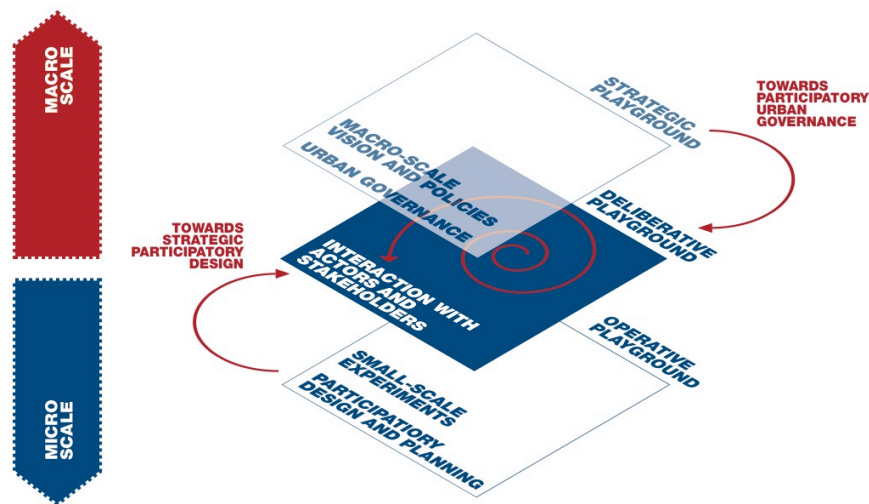 MACRO
SCALE
STRATEGIC
PLAYGROUND
TOWARDS
PARTICIPATORY
URBAN
GOVERNANCE
MACRO-SCALE
VISION AND POLICIES
URBAN GOVERNANCE
DELIBERATIVE
PLAYGROUND
TOWARDS
STRATEGIC
PARTICIPATORY
DESIGN
INTERACTION WITH
ACTORS AND
STAKEHOLDERS
OPERATIVE
PLAYGROUND
SMALL-SCALE
EXPERIMENTS
PARTICIPATIORY
DESIGN AND PLANNING
MICRO
SCALE